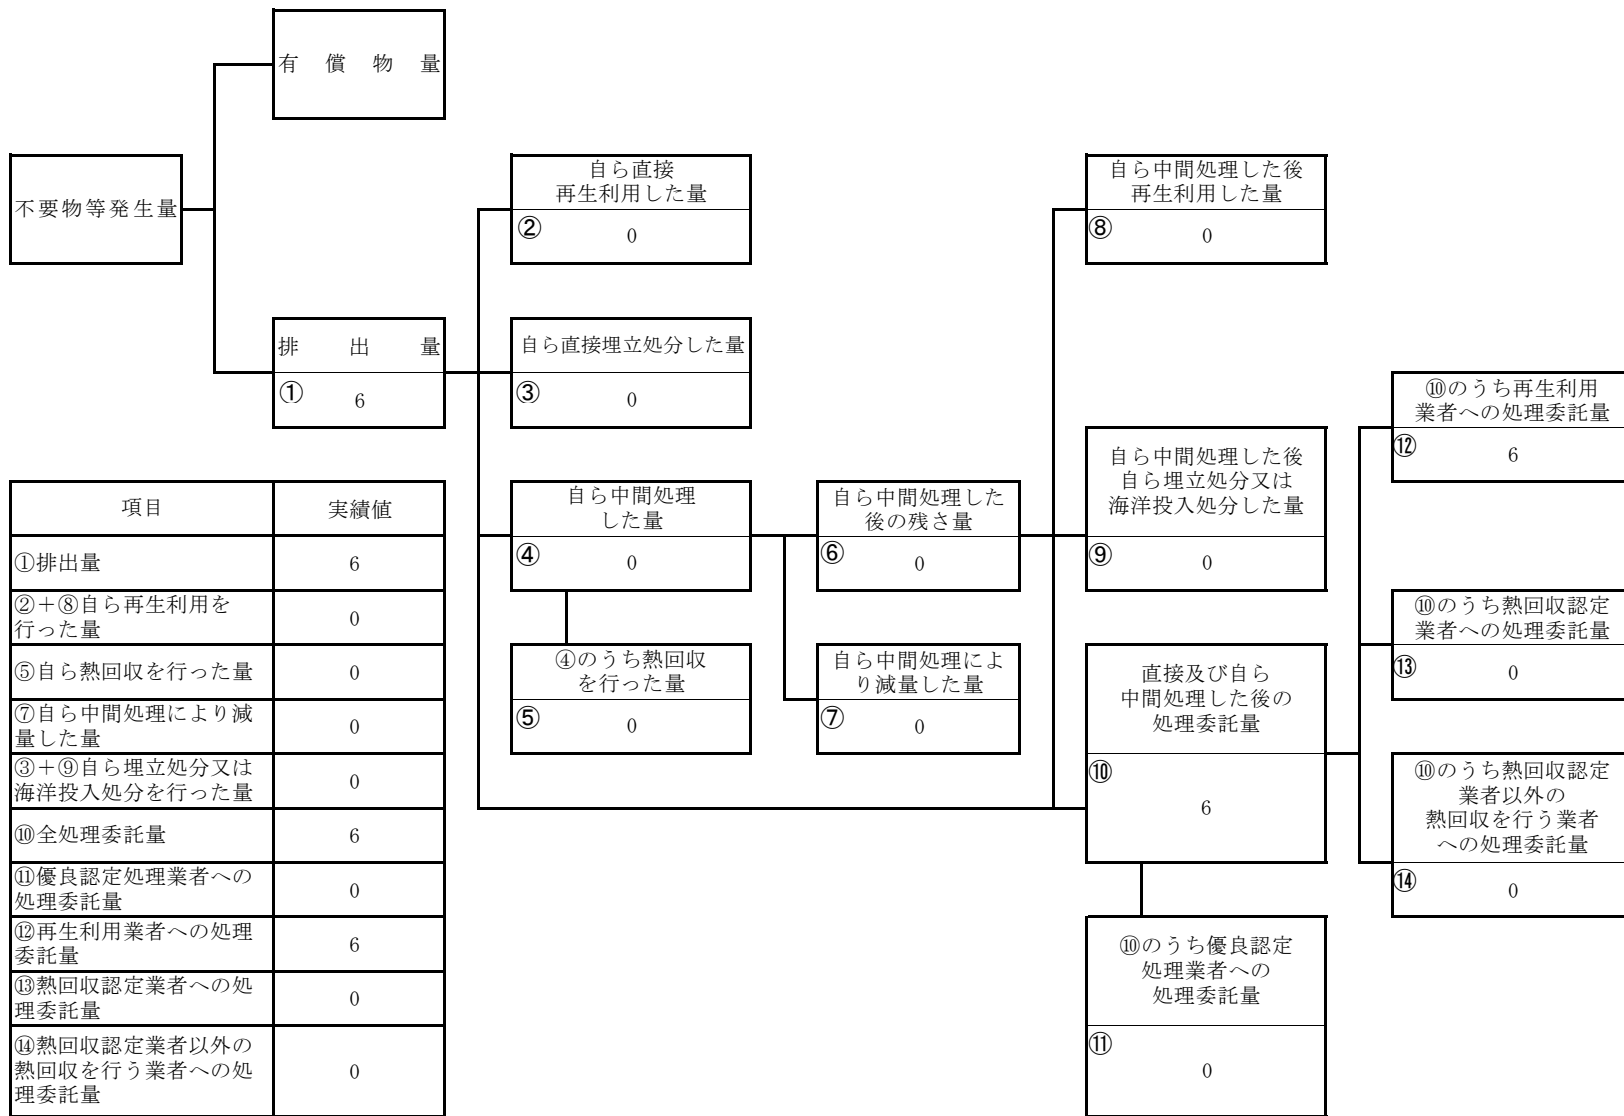 有償物量
不要物等発生量
排出量
① 6
自ら直接
再生利用した量
② 0
自ら直接埋立処分した量
③ 0
自ら中間処理
した量
④ 0
④のうち熱回収
を行った量
⑤ 0
自ら中間処理した
後の残さ量
⑥ 0
自ら中間処理によ
り減量した量
⑦ 0
自ら中間処理した後
再生利用した量
⑧ 0
自ら中間処理した後
自ら埋立処分又は
海洋投入処分した量
⑨ 0
直接及び自ら
中間処理した後の
処理委託量
⑩
6
⑩のうち優良認定
処理業者への
処理委託量
⑪
0
⑩のうち再生利用
業者への処理委託量
⑫ 6
⑩のうち熱回収認定
業者への処理委託量
⑬ 0
⑩のうち熱回収認定
業者以外の
熱回収を行う業者
への処理委託量
⑭ 0
項目 実績値
①排出量 6
②＋⑧自ら再生利用を
行った量 0
⑤自ら熱回収を行った量 0
⑦自ら中間処理により減
量した量 0
③＋⑨自ら埋立処分又は
海洋投入処分を行った量 0
⑩全処理委託量 6
⑪優良認定処理業者への
処理委託量 0
⑫再生利用業者への処理
委託量 6
⑬熱回収認定業者への処
理委託量 0
⑭熱回収認定業者以外の
熱回収を行う業者への処
理委託量 0